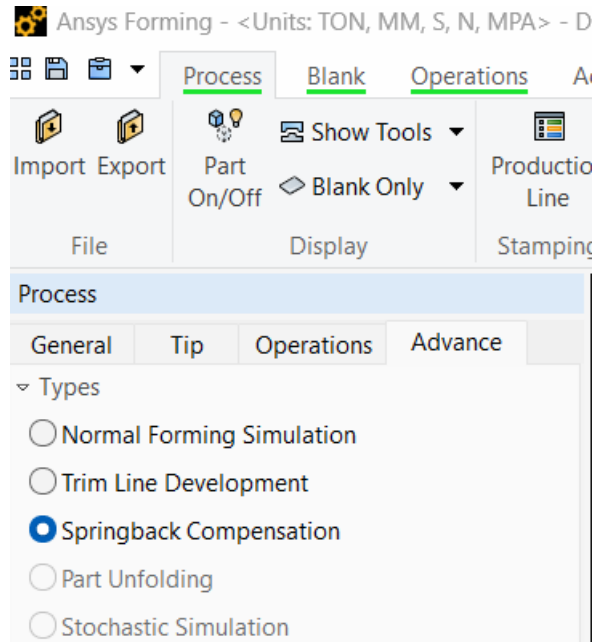 Ansys Forming - <Units: TON, MM, S, N, MPA> - D
Process Blank Operations A
Import Export Part On/Off Show Tools Blank Only Productio Line
File Display Stamping
Process
General Tip Operations Advance
Types
Normal Forming Simulation
Trim Line Development
Springback Compensation
Part Unfolding
Stochastic Simulation